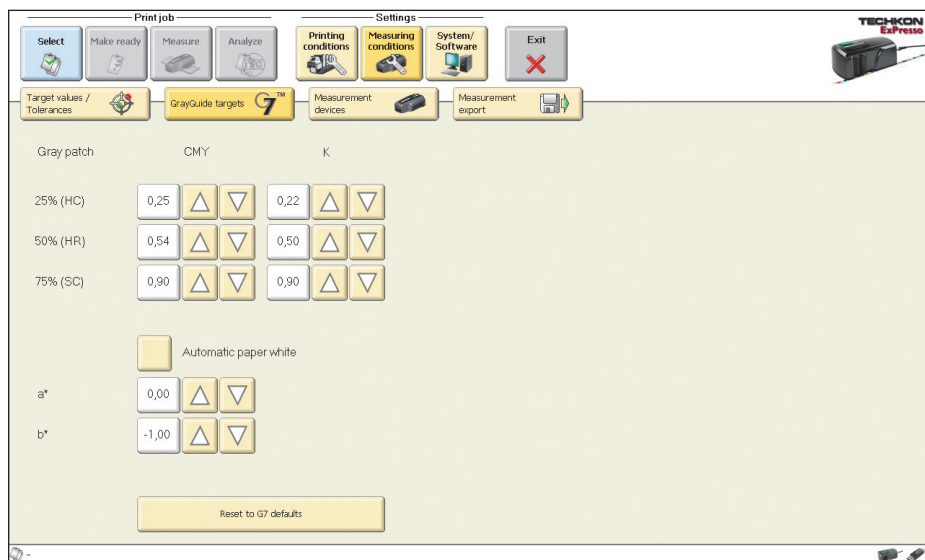 Print job
Settings
Select
Make ready
Measure
Analyze
Printing
conditions
Measuring
conditions
System/
Software
Exit
TECHKON
ExPresso
Target values /
Tolerances
GrayGuide targets G7™
Measurement
devices
Measurement
export
Gray patch CMY K
25% (HC) 0,25 0,22
50% (HR) 0,54 0,50
75% (SC) 0,90 0,90
Automatic paper white
a* 0,00
b* -1,00
Reset to G7 defaults
-